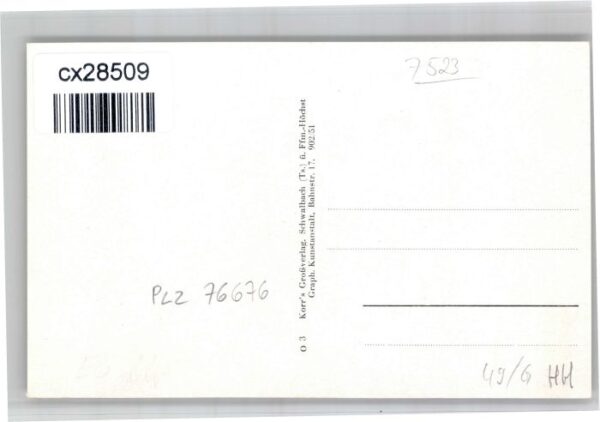 cx28509
7523
O 3 Korr's Großverlag, Schwalbach (Ts.) ü. Ffm.-Höchst
Graph. Kunstanstalt, Bahnstr. 17. 902/51
PLZ 76676
49/G HH